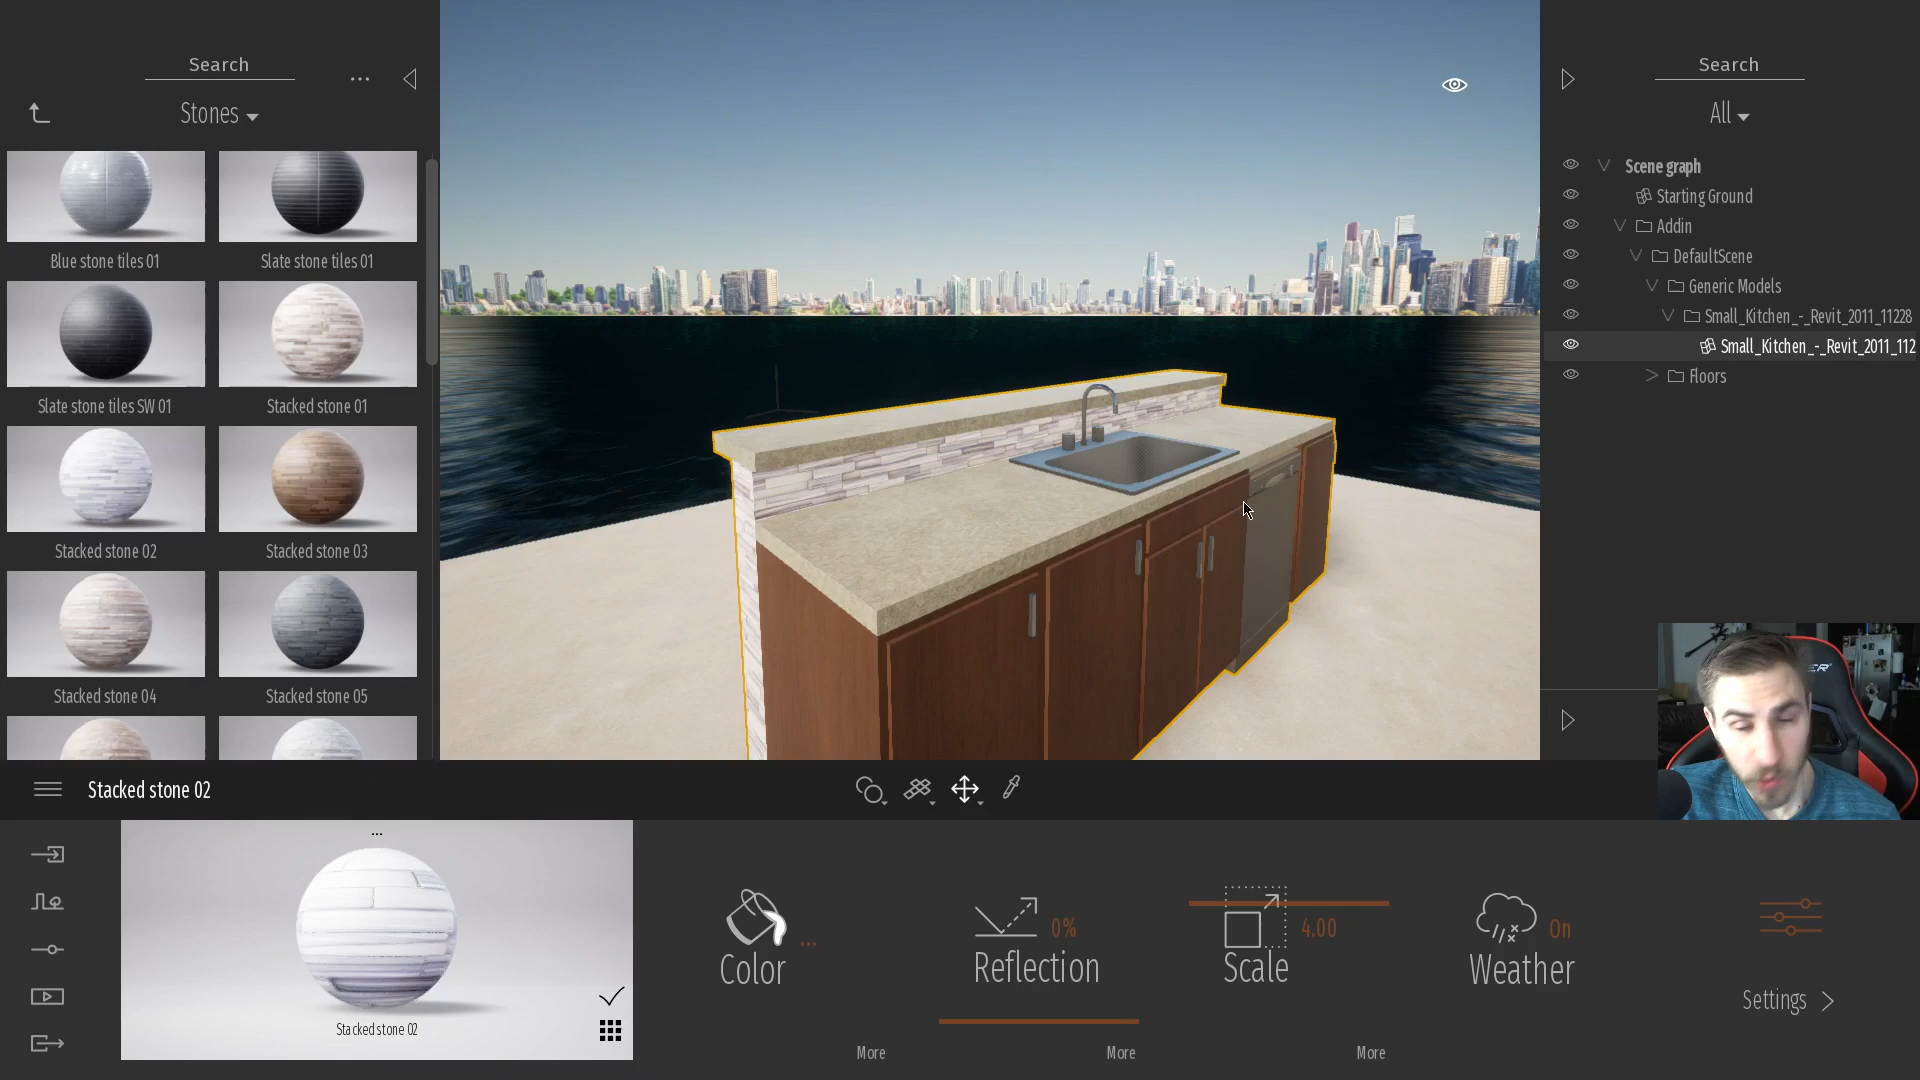 Search
...
Stones
Blue stone tiles 01
Slate stone tiles 01
Slate stone tiles SW 01
Stacked stone 01
Stacked stone 02
Stacked stone 03
Stacked stone 04
Stacked stone 05
Search
All
Scene graph
Starting Ground
Addin
DefaultScene
Generic Models
Small_Kitchen_-_Revit_2011_11228
Small_Kitchen_-_Revit_2011_112
Floors
Stacked stone 02
...
Stacked stone 02
Color
...
More
Reflection
0%
More
Scale
4.00
More
Weather
On
Settings